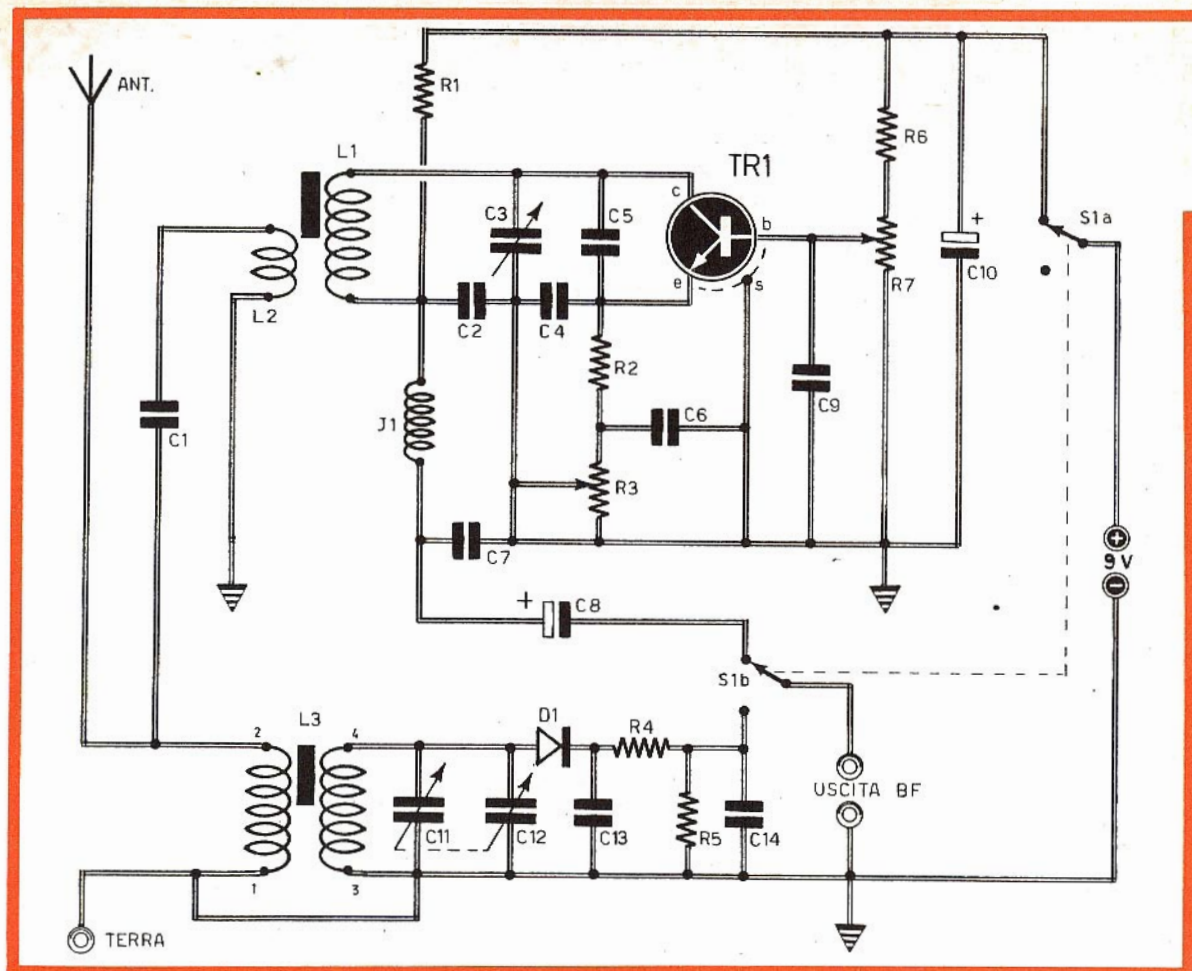 ANT.
R1
L1
TR1
R6
c
C3
C5
b
S1a
+
R7
C10
e
s
L2
C2
C4
R2
C9
J1
C6
C1
R3
C7
+
9 V
−
+
C8
S1b
L3
D1
R4
2
4
USCITA BF
C11
C12
C13
R5
C14
1
3
TERRA